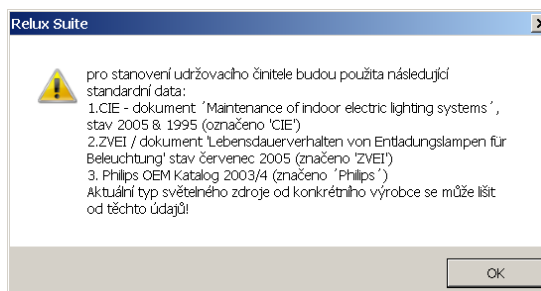 Relux Suite
pro stanovení udržovacího činitele budou použita následující
standardní data:
1.CIE - dokument ´Maintenance of indoor electric lighting systems´,
stav 2005 & 1995 (označeno 'CIE')
2.ZVEI / dokument 'Lebensdauerverhalten von Entladungslampen für
Beleuchtung' stav červenec 2005 (značeno 'ZVEI')
3. Philips OEM Katalog 2003/4 (značeno ´Philips´)
Aktuální typ světelného zdroje od konkrétního výrobce se může lišit
od těchto údajů!
OK